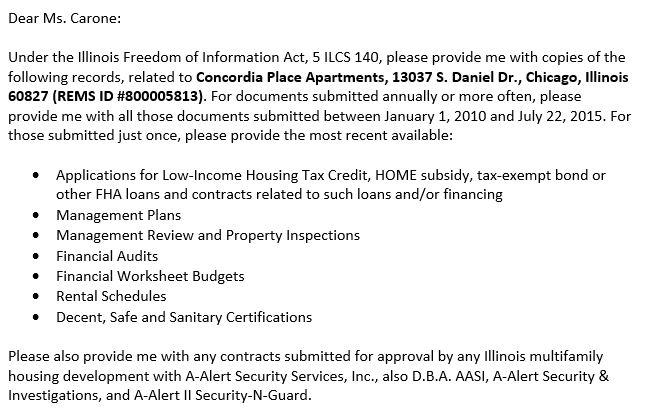 Dear Ms. Carone:
Under the Illinois Freedom of Information Act, 5 ILCS 140, please provide me with copies of the
following records, related to Concordia Place Apartments, 13037 S. Daniel Dr., Chicago, Illinois
60827 (REMS ID #800005813). For documents submitted annually or more often, please
provide me with all those documents submitted between January 1, 2010 and July 22, 2015. For
those submitted just once, please provide the most recent available:
• Applications for Low-Income Housing Tax Credit, HOME subsidy, tax-exempt bond or
other FHA loans and contracts related to such loans and/or financing
• Management Plans
• Management Review and Property Inspections
• Financial Audits
• Financial Worksheet Budgets
• Rental Schedules
• Decent, Safe and Sanitary Certifications
Please also provide me with any contracts submitted for approval by any Illinois multifamily
housing development with A-Alert Security Services, Inc., also D.B.A. AASI, A-Alert Security &
Investigations, and A-Alert II Security-N-Guard.